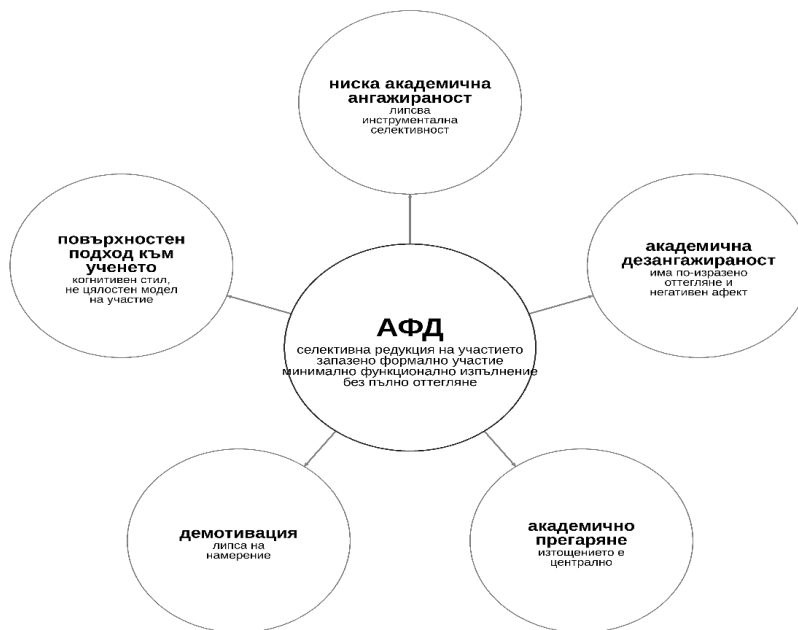 ниска академична
ангажираност
липсва
инструментална
селективност
повърхностен
подход към
ученето
когнитивен стил,
не цялостен модел
на участие
академична
дезангажираност
има по-изразено
оттегляне и
негативен афект
АФД
селективна редукция на участието
запазено формално участие
минимално функционално изпълнение
без пълно оттегляне
демотивация
липса на
намерение
академично
прегаряне
изтощението е
централно